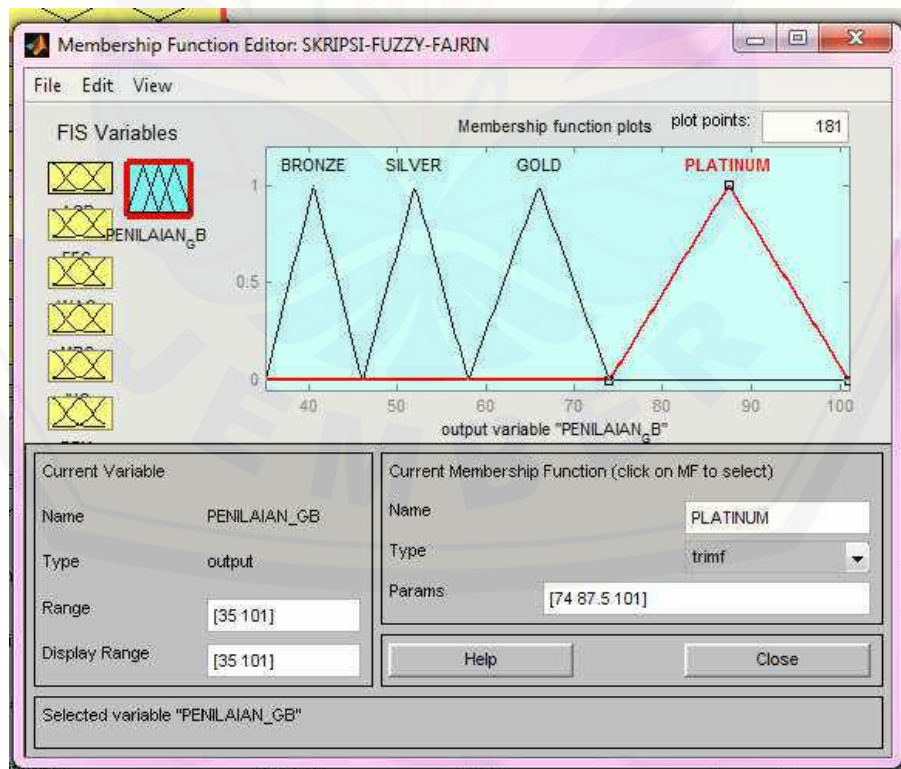 Membership Function Editor: SKRIPSI-FUZZY-FAJRIN
File Edit View
FIS Variables
Membership function plots
plot points:
181
PENILAIAN_GB
BRONZE SILVER GOLD PLATINUM
1
0.5
0
40 50 60 70 80 90 100
output variable "PENILAIAN_GB"
Current Variable
Name PENILAIAN_GB
Type output
Range [35 101]
Display Range [35 101]
Current Membership Function (click on MF to select)
Name PLATINUM
Type trimf
Params [74 87.5 101]
Help Close
Selected variable "PENILAIAN_GB"
JEMBER